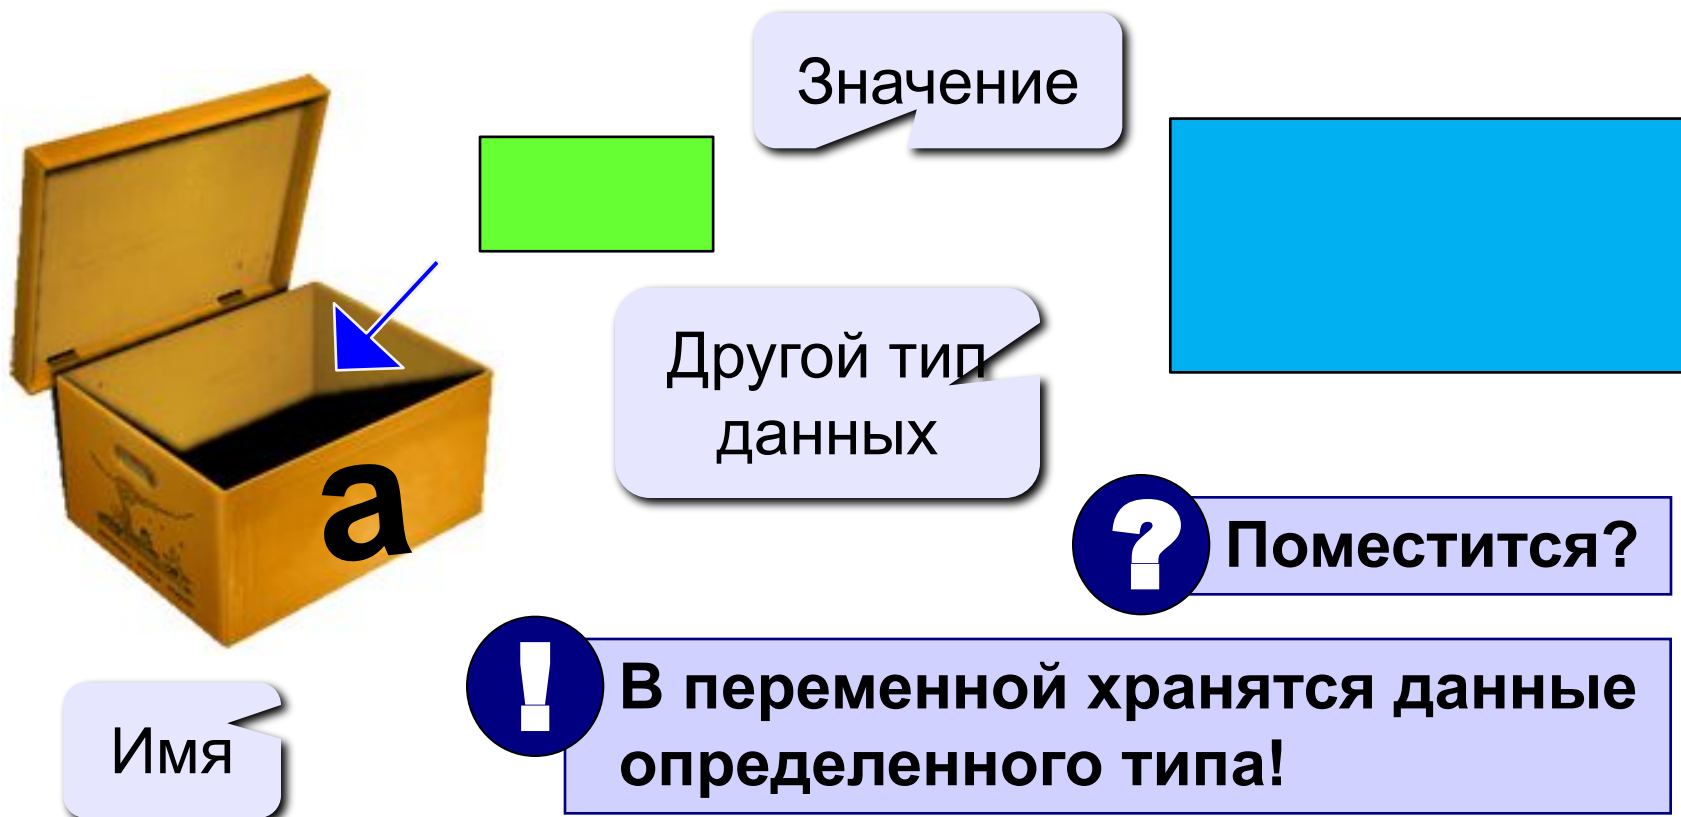 Значение
Другой тип
данных
a
?
Поместится?
!
В переменной хранятся данные
определенного типа!
Имя